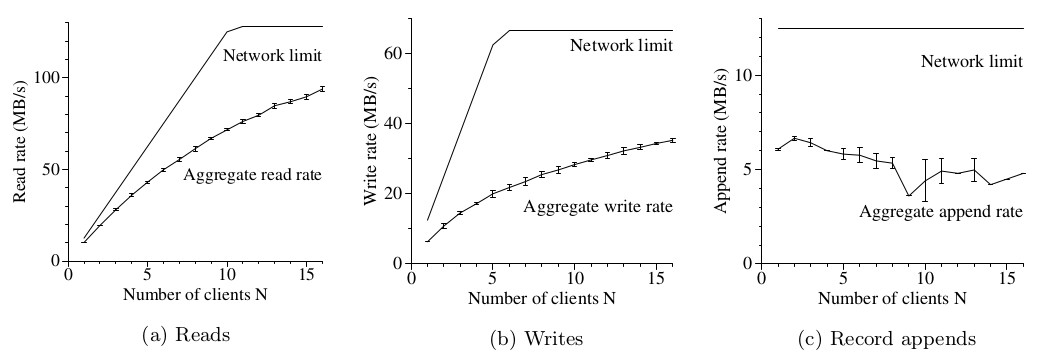 100
50
0
0
5
10
15
Read rate (MB/s)
Network limit
Aggregate read rate
Number of clients N
(a) Reads
60
40
20
0
0
5
10
15
Write rate (MB/s)
Network limit
Aggregate write rate
Number of clients N
(b) Writes
10
5
0
0
5
10
15
Append rate (MB/s)
Network limit
Aggregate append rate
Number of clients N
(c) Record appends